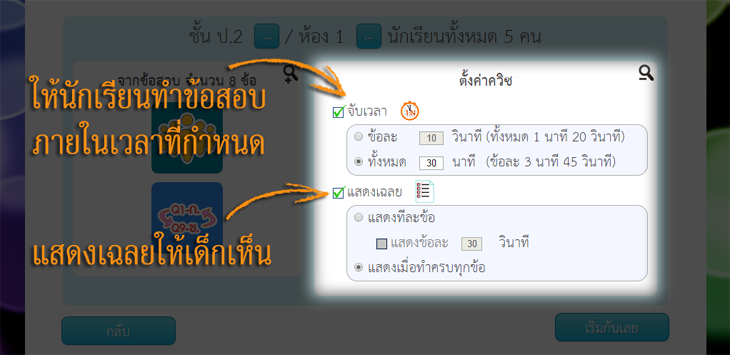 ชั้น ป.2 ... / ห้อง 1 ... นักเรียนทั้งหมด 5 คน
จากข้อสอบ จำนวน 8 ข้อ
ให้นักเรียนทำข้อสอบ
ภายในเวลาที่กำหนด
Q1-ก.
Q9-ข.
แสดงเฉลยให้เด็กเห็น
ตั้งค่าควิซ
จับเวลา
ข้อละ 10 วินาที (ทั้งหมด 1 นาที 20 วินาที)
ทั้งหมด 30 นาที (ข้อละ 3 นาที 45 วินาที)
แสดงเฉลย
แสดงทีละข้อ
แสดงข้อละ 30 วินาที
แสดงเมื่อทำครบทุกข้อ
กลับ
เริ่มกันเลย